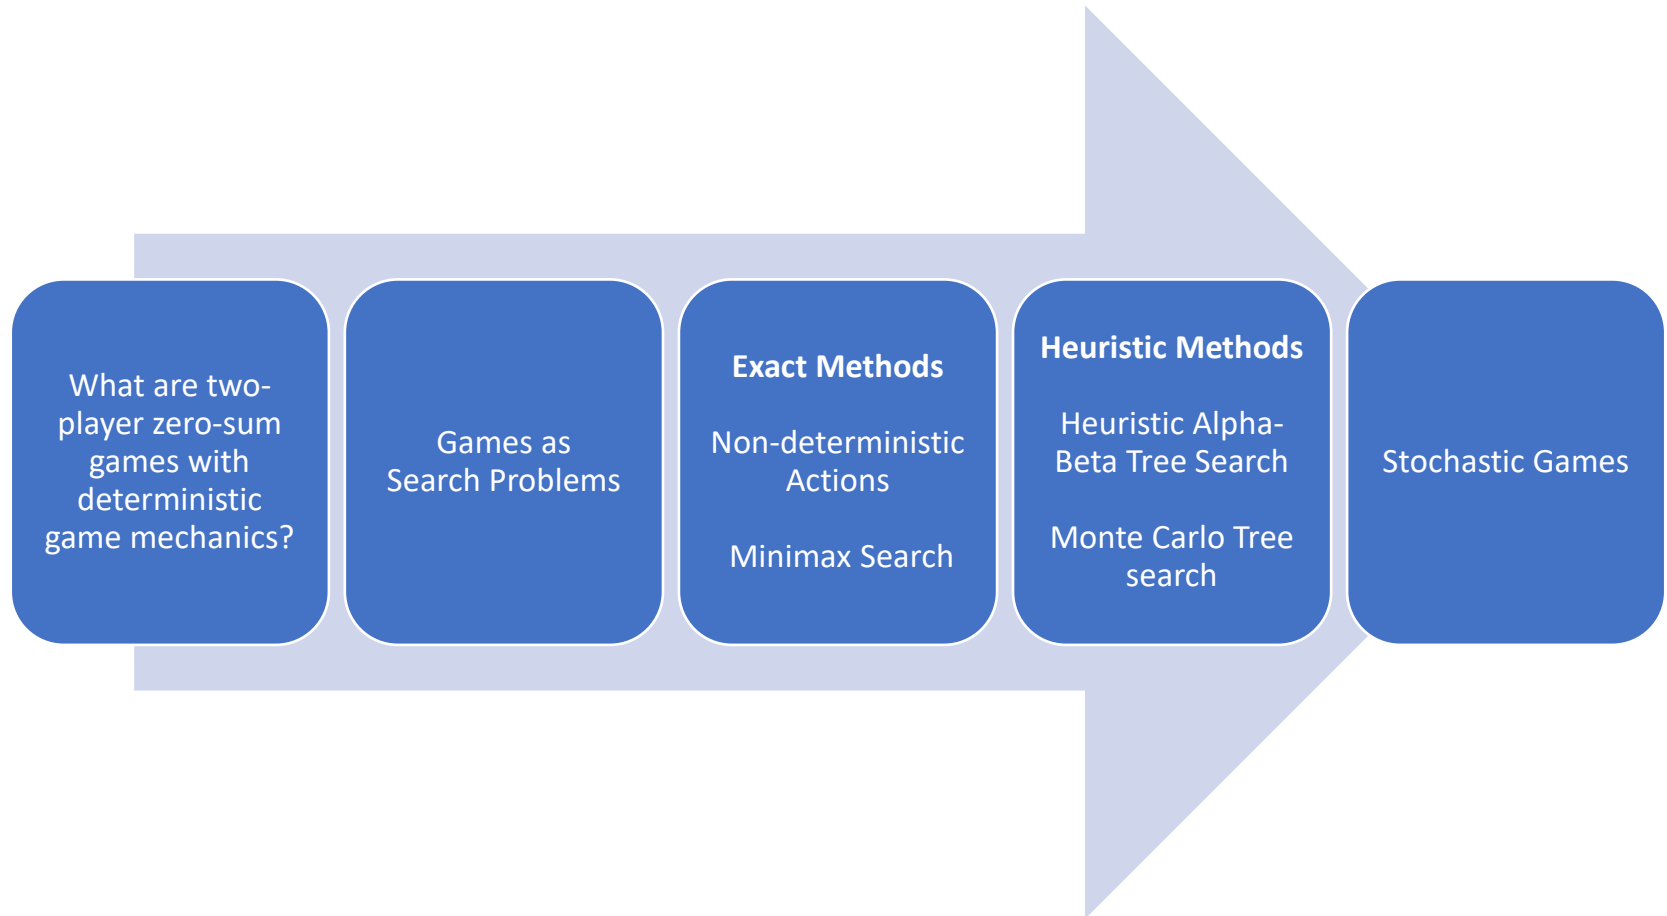 What are two-
player zero-sum
games with
deterministic
game mechanics?
Games as
Search Problems
Exact Methods
Non-deterministic
Actions
Minimax Search
Heuristic Methods
Heuristic Alpha-
Beta Tree Search
Monte Carlo Tree
search
Stochastic Games